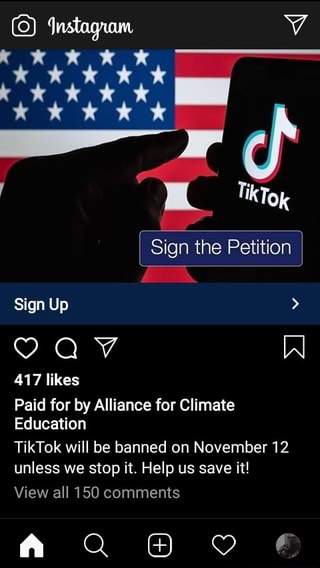 Instagram
TikTok
Sign the Petition
Sign Up
417 likes
Paid for by Alliance for Climate
Education
TikTok will be banned on November 12
unless we stop it. Help us save it!
View all 150 comments